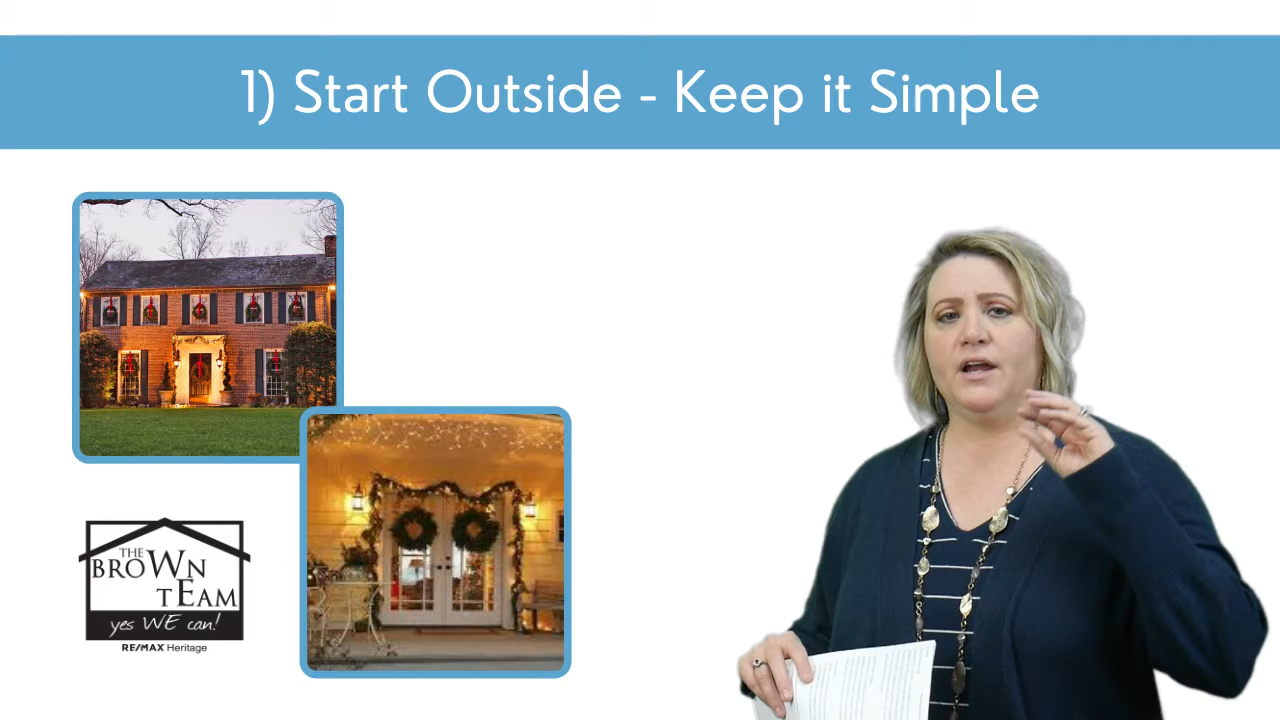 1) Start Outside - Keep it Simple
THE
BROWN
TEAM
yes WE can!
RE/MAX Heritage